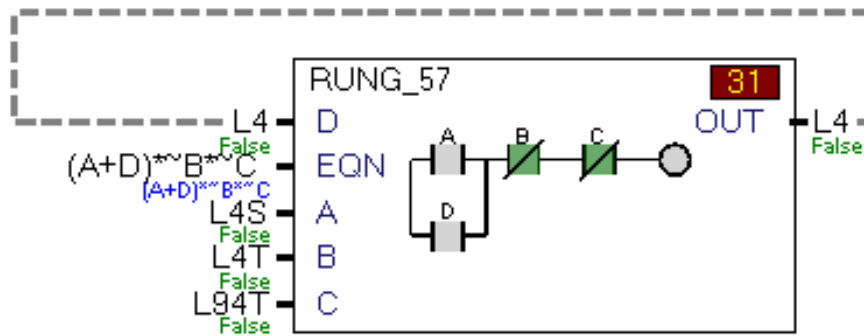 RUNG_57 31
L4 D OUT L4
False False
(A+D)*~B*~C EQN
(A+D)*~B*~C
A B C
D
L4S A
False
L4T B
False
L94T C
False